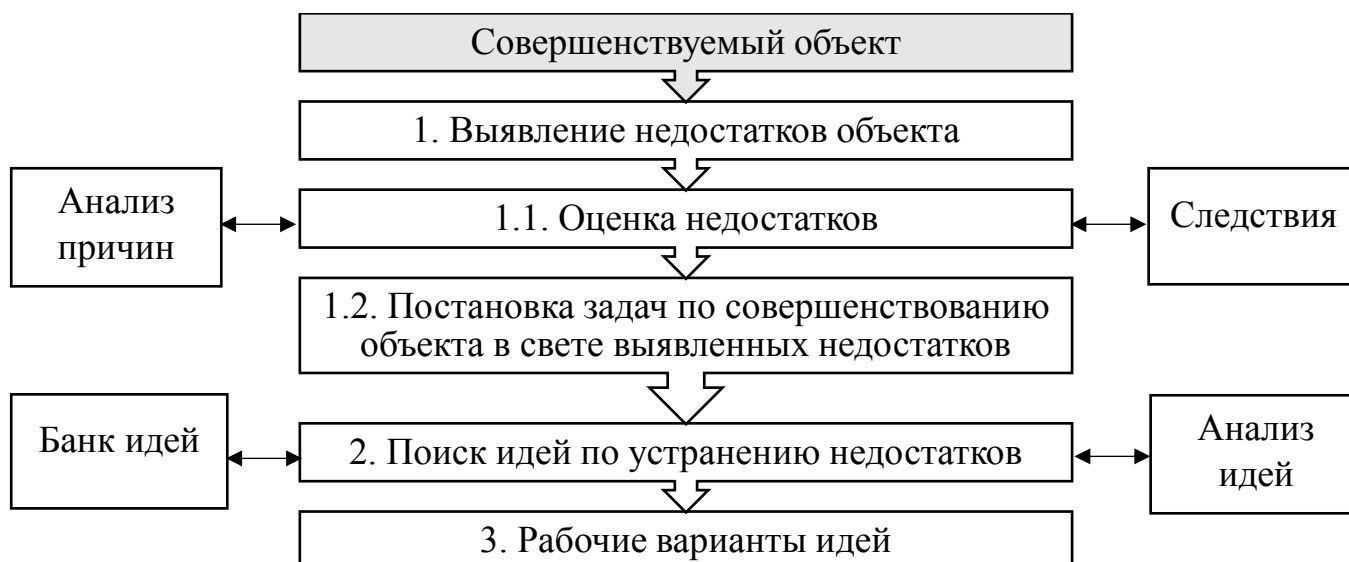 Совершенствуемый объект
1. Выявление недостатков объекта
Анализ
причин
1.1. Оценка недостатков
Следствия
1.2. Постановка задач по совершенствованию
объекта в свете выявленных недостатков
Банк идей
2. Поиск идей по устранению недостатков
Анализ
идей
3. Рабочие варианты идей